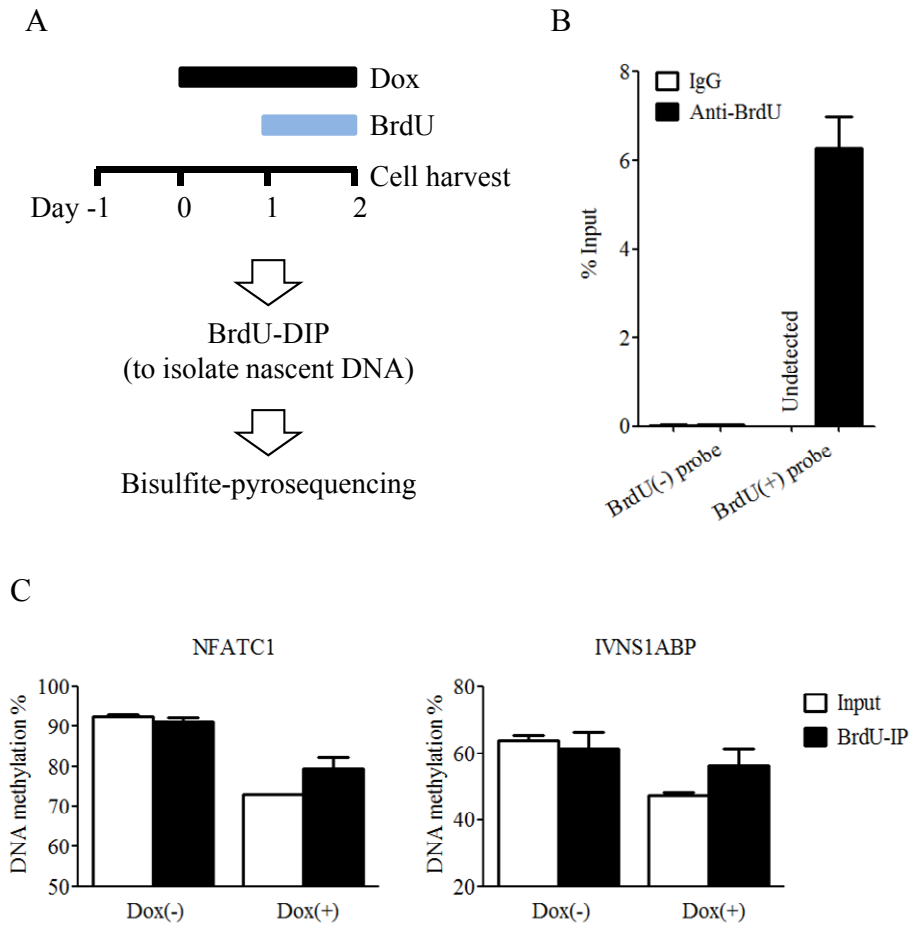 A
Dox
BrdU
Cell harvest
Day -1 0 1 2
BrdU-DIP
(to isolate nascent DNA)
Bisulfite-pyrosequencing
B
IgG
Anti-BrdU
% Input
8
6
4
2
0
Undetected
BrdU(-) probe
BrdU(+) probe
C
NFATC1
DNA methylation %
100
90
80
70
60
50
Dox(-) Dox(+)
IVNS1ABP
DNA methylation %
80
60
40
20
Dox(-) Dox(+)
Input
BrdU-IP